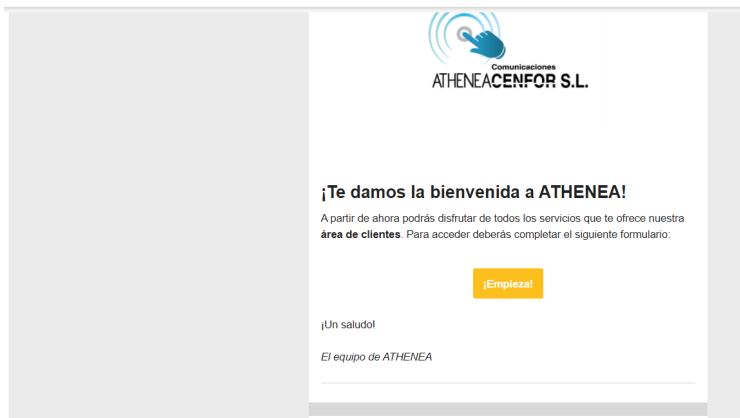 Comunicaciones
ATHENEACENFOR S.L.
¡Te damos la bienvenida a ATHENEA!
A partir de ahora podrás disfrutar de todos los servicios que te ofrece nuestra
área de clientes. Para acceder deberás completar el siguiente formulario:
¡Empieza!
¡Un saludo!
El equipo de ATHENEA